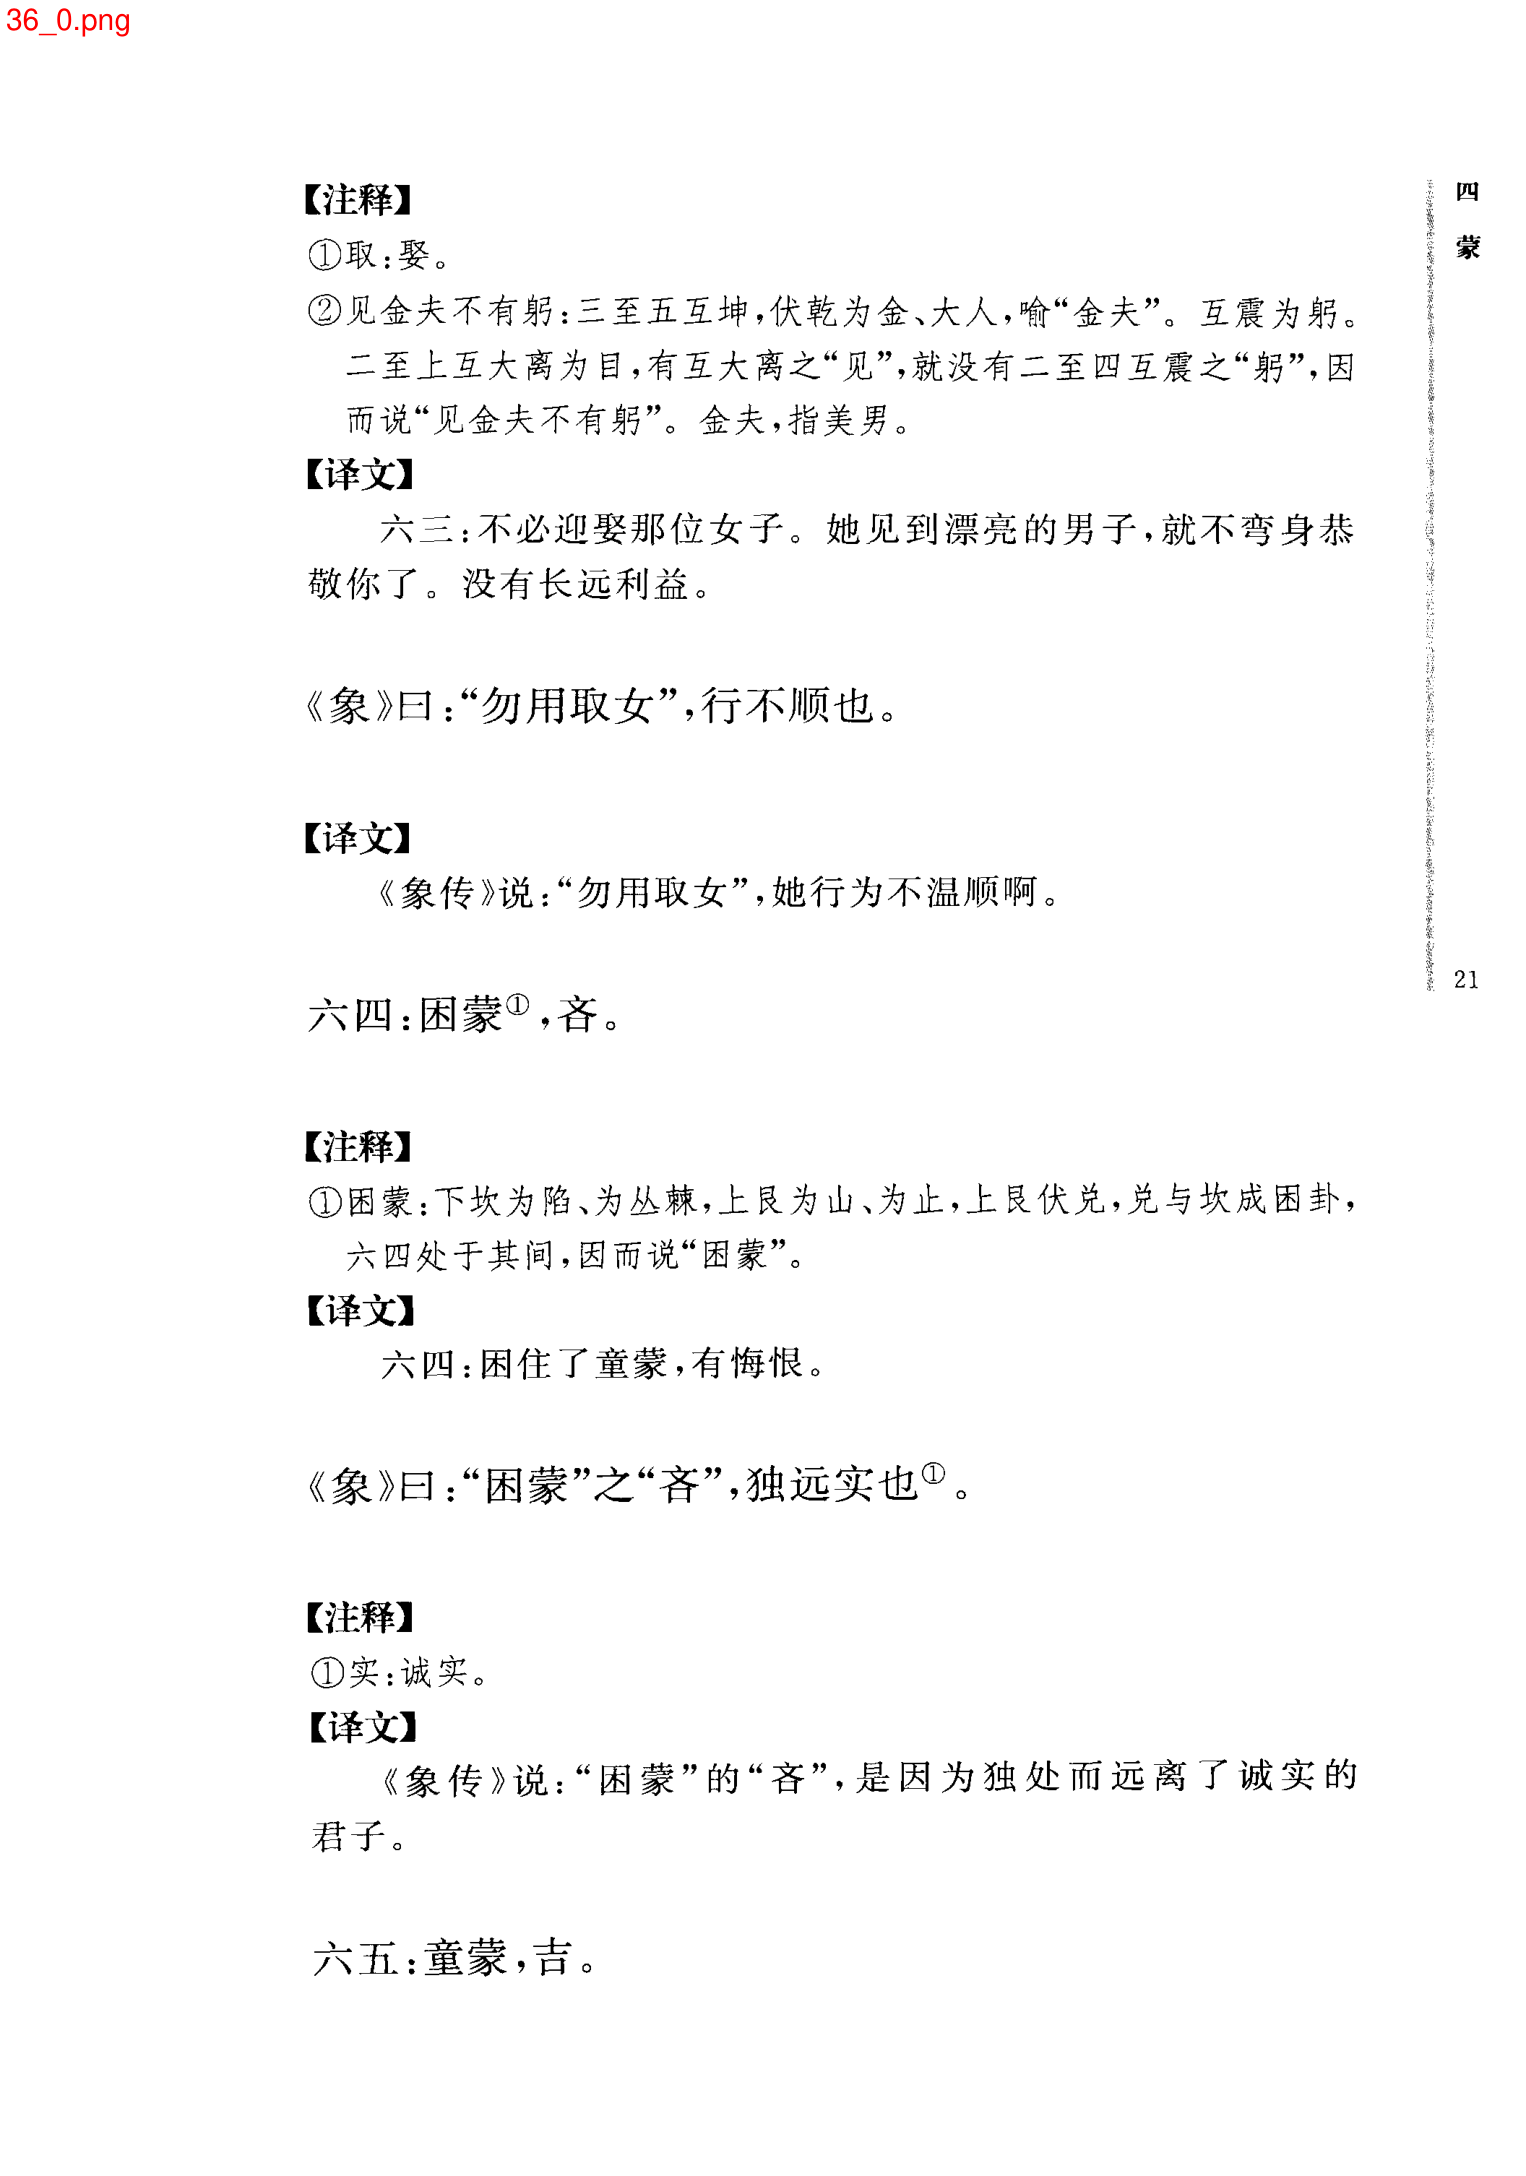 36_0.png
【注释】
①取:娶。
②见金夫不有躬:三至五互坤,伏乾为金、大人,喻“金夫”。互震为躬。
二至上互大离为目,有互大离之“见”,就没有二至四互震之“躬”,因
而说“见金夫不有躬”。金夫,指美男。
【译文】
六三:不必迎娶那位女子。她见到漂亮的男子,就不弯身恭
敬你了。没有长远利益。
《象》曰:“勿用取女”,行不顺也。
【译文】
《象传》说:“勿用取女”,她行为不温顺啊。
六四:困蒙①,吝。
【注释】
①困蒙:下坎为陷、为丛棘,上艮为山、为止,上艮伏兑,兑与坎成困卦,
六四处于其间,因而说“困蒙”。
【译文】
六四:困住了童蒙,有悔恨。
《象》曰:“困蒙”之“吝”,独远实也①。
【注释】
①实:诚实。
【译文】
《象传》说:“困蒙”的“吝”,是因为独处而远离了诚实的
君子。
六五:童蒙,吉。
四 蒙
21